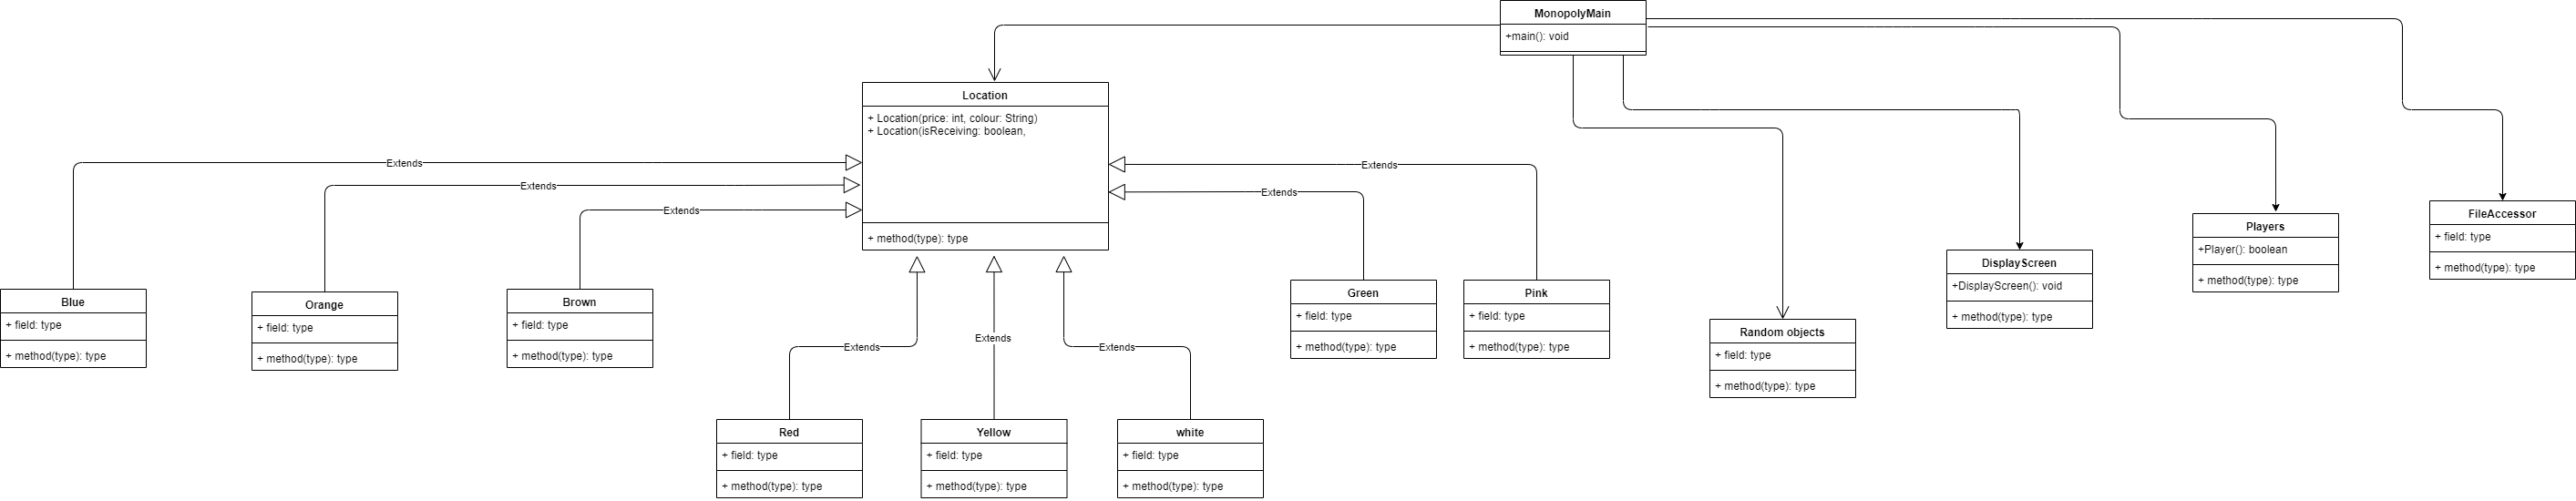 MonopolyMain
+main(): void
Location
+ Location(price: int, colour: String)
+ Location(isReceiving: boolean,
+ method(type): type
Extends
Extends
Extends
Extends
Extends
Blue
+ field: type
+ method(type): type
Orange
+ field: type
+ method(type): type
Brown
+ field: type
+ method(type): type
Extends
Extends
Extends
Red
+ field: type
+ method(type): type
Yellow
+ field: type
+ method(type): type
white
+ field: type
+ method(type): type
Green
+ field: type
+ method(type): type
Pink
+ field: type
+ method(type): type
Random objects
+ field: type
+ method(type): type
DisplayScreen
+DisplayScreen(): void
+ method(type): type
Players
+Player(): boolean
+ method(type): type
FileAccessor
+ field: type
+ method(type): type